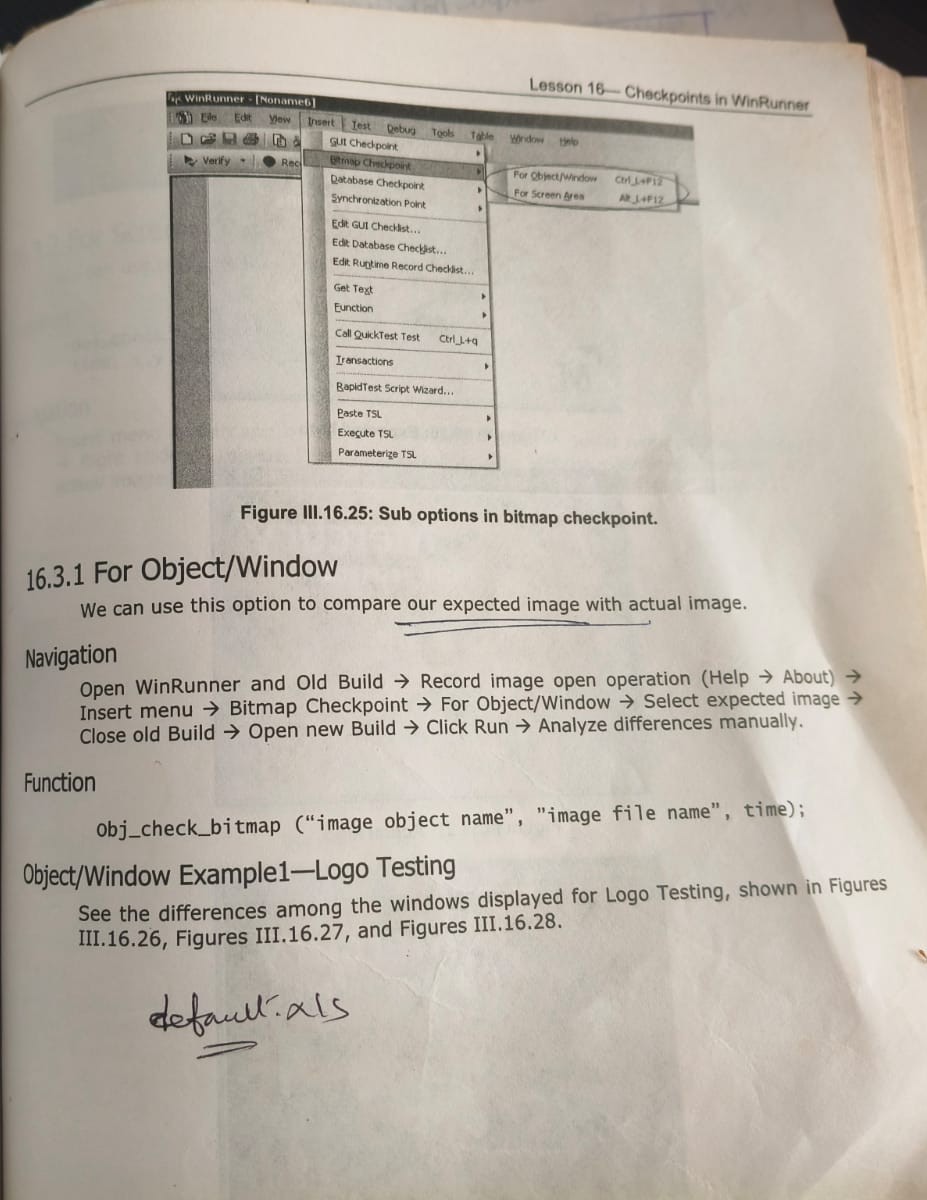 Lesson 16— Checkpoints in WinRunner
WinRunner - [Noname6]
File Edit View Insert Test Debug Tools Table Window Help
Verify Rec
GUI Checkpoint
Bitmap Checkpoint
Database Checkpoint
Synchronization Point
Edit GUI Checklist...
Edit Database Checklist...
Edit Runtime Record Checklist...
Get Text
Function
Call QuickTest Test Ctrl_L+q
Transactions
RapidTest Script Wizard...
Paste TSL
Execute TSL
Parameterize TSL
For Object/Window Ctrl_L+F12
For Screen Area Alt_L+F12
Figure III.16.25: Sub options in bitmap checkpoint.
16.3.1 For Object/Window
We can use this option to compare our expected image with actual image.
Navigation
Open WinRunner and Old Build → Record image open operation (Help → About) →
Insert menu → Bitmap Checkpoint → For Object/Window → Select expected image →
Close old Build → Open new Build → Click Run → Analyze differences manually.
Function
Obj_check_bitmap (“image object name”, "image file name”, time);
Object/Window Example1—Logo Testing
See the differences among the windows displayed for Logo Testing, shown in Figures
III.16.26, Figures III.16.27, and Figures III.16.28.
default.xls